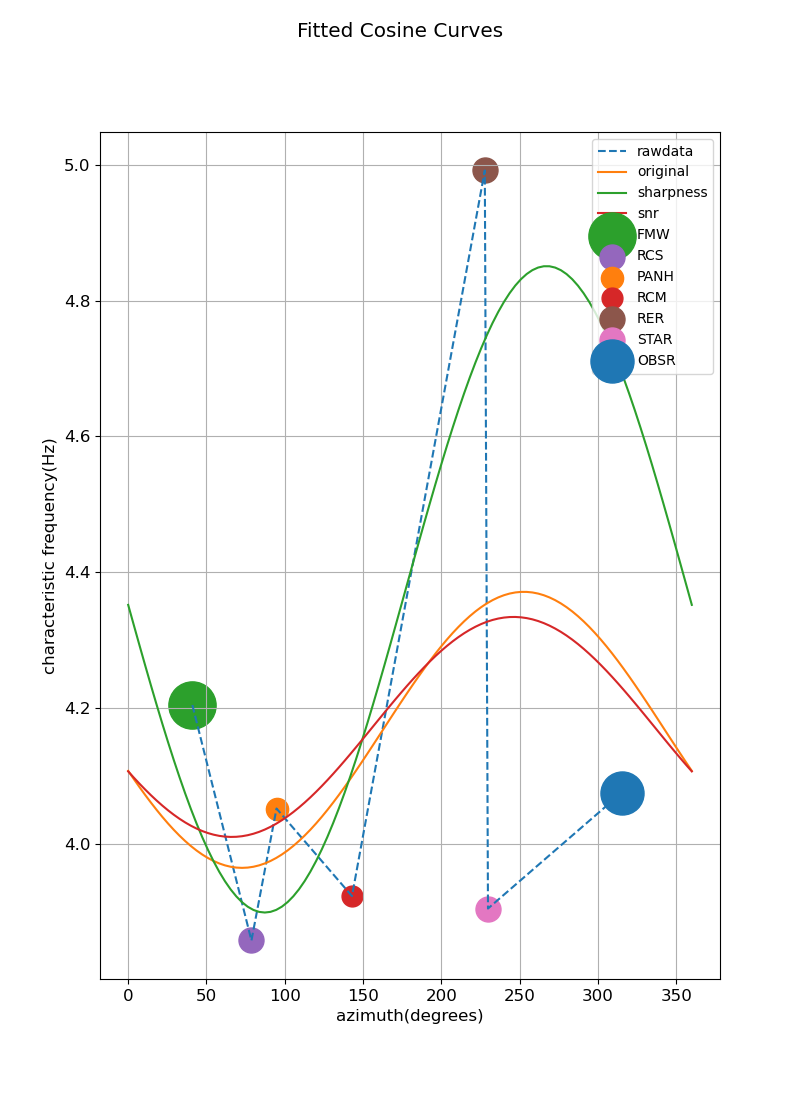 Fitted Cosine Curves
5.0
4.8
4.6
4.4
4.2
4.0
characteristic frequency(Hz)
rawdata
original
sharpness
snr
FMW
RCS
PANH
RCM
RER
STAR
OBSR
0 50 100 150 200 250 300 350
azimuth(degrees)